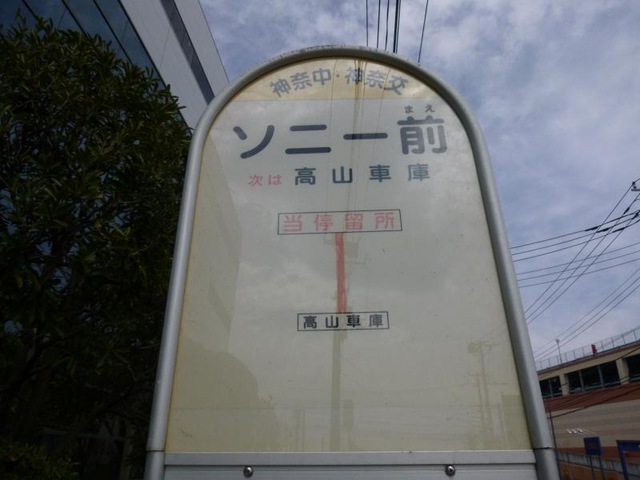 神奈中・神奈交
まえ
ソニー前
次は 高山車庫
当停留所
高山車庫